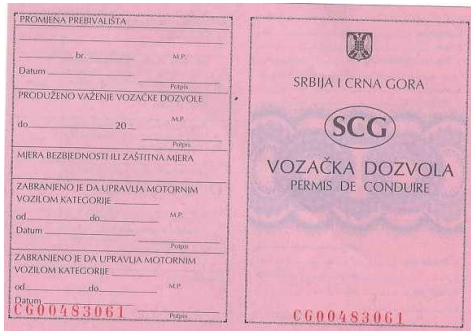 PROMJENA PREBIVALIŠTA
br. M.P.
Datum
Potpis
PRODUŽENO VAŽENJE VOZAČKE DOZVOLE
do 20 M.P.
Potpis
MJERA BEZBJEDNOSTI ILI ZAŠTITNA MJERA
ZABRANJENO JE DA UPRAVLJA MOTORNIM
VOZILOM KATEGORIJE
od do M.P.
Potpis
ZABRANJENO JE DA UPRAVLJA MOTORNIM
VOZILOM KATEGORIJE
od do M.P.
Datum
Potpis
CG00483061
SRBIJA I CRNA GORA
SCG
VOZAČKA DOZVOLA
PERMIS DE CONDUIRE
CG00483061